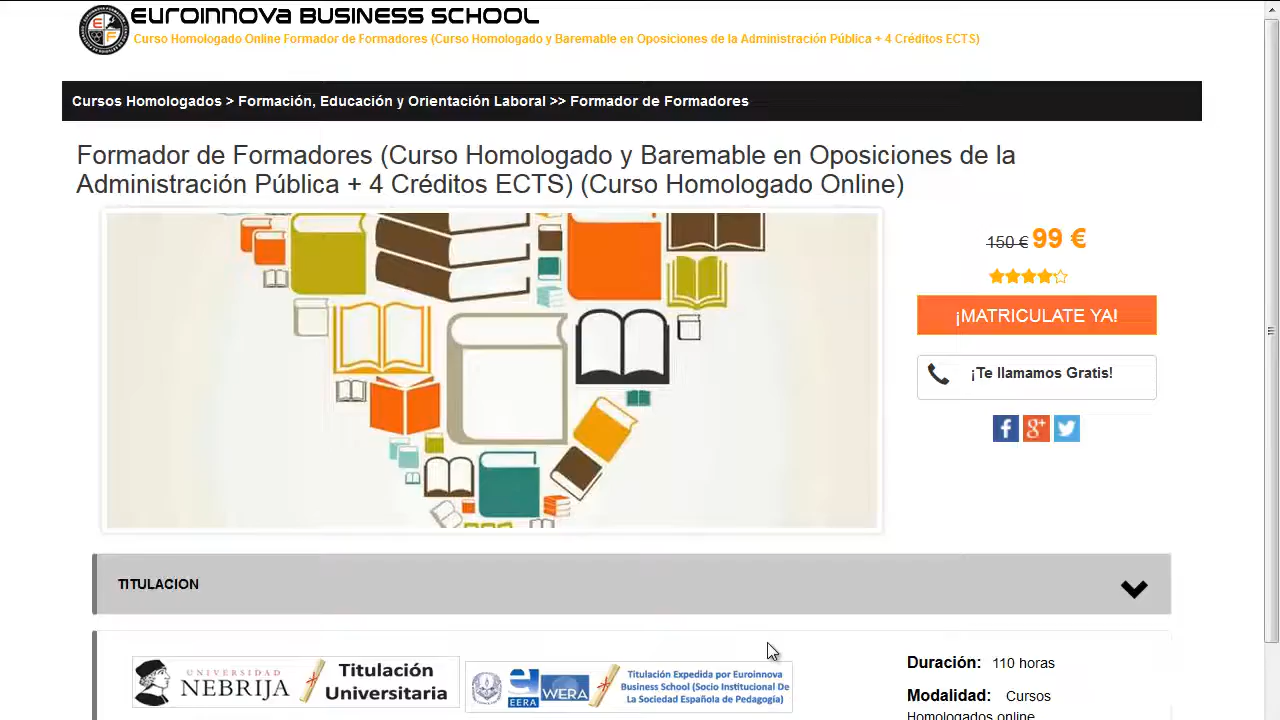 EUROINNOVA BUSINESS SCHOOL
Curso Homologado Online Formador de Formadores (Curso Homologado y Baremable en Oposiciones de la Administración Pública + 4 Créditos ECTS)
Cursos Homologados > Formación, Educación y Orientación Laboral >> Formador de Formadores
Formador de Formadores (Curso Homologado y Baremable en Oposiciones de la
Administración Pública + 4 Créditos ECTS) (Curso Homologado Online)
150 € 99 €
¡MATRICULATE YA!
¡Te llamamos Gratis!
TITULACION
UNIVERSIDAD
NEBRIJA
Titulación
Universitaria
EERA
WERA
Titulación Expedida por Euroinnova
Business School (Socio Institucional De
La Sociedad Española de Pedagogía)
Duración: 110 horas
Modalidad: Cursos
Homologados online